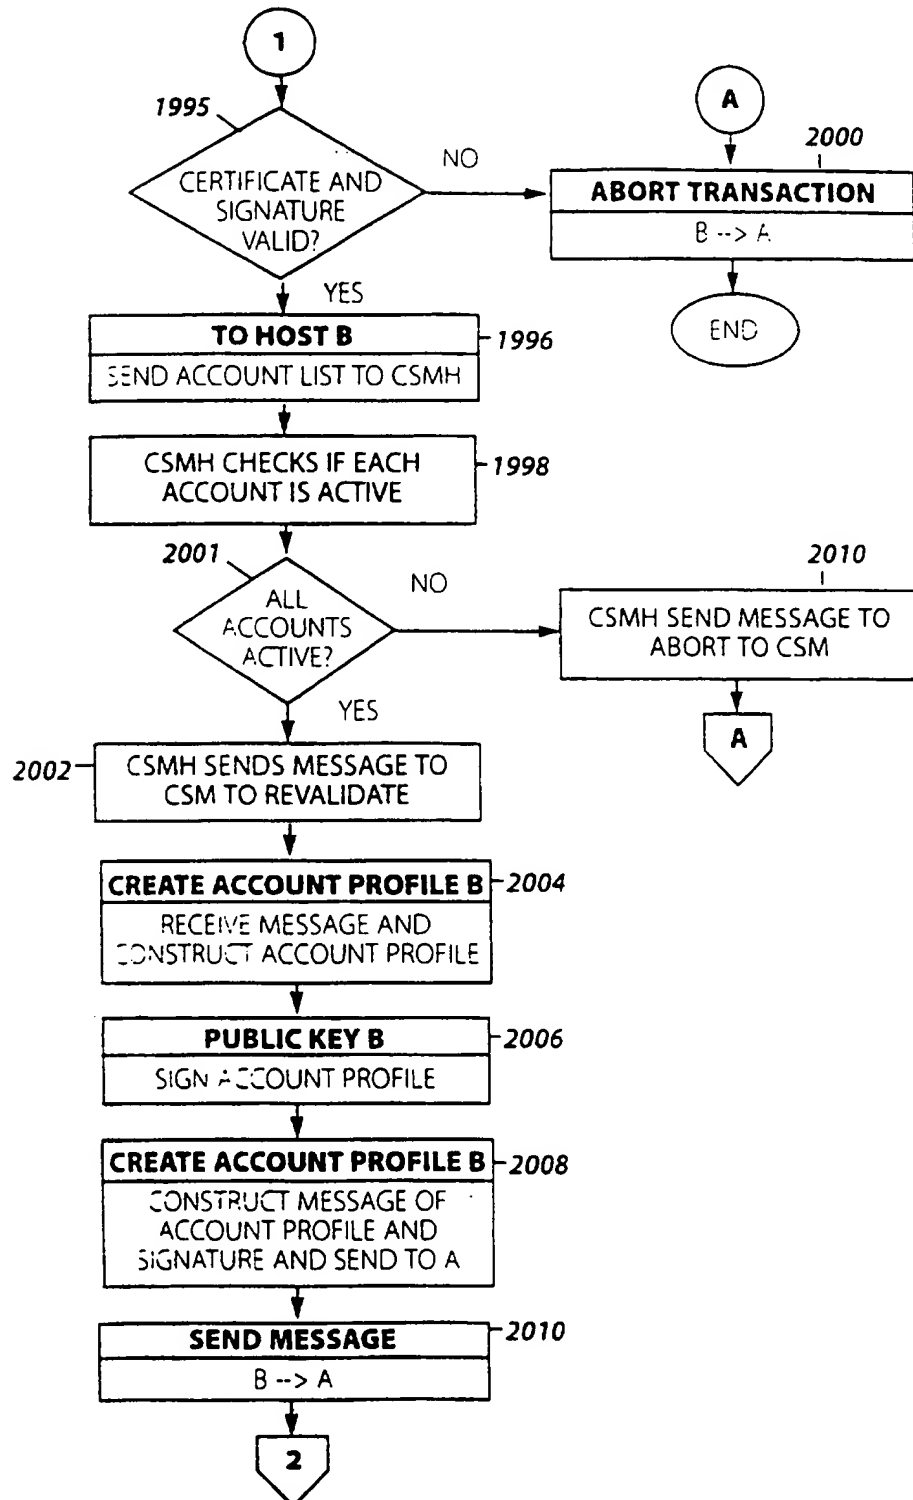 1
1995
CERTIFICATE AND
SIGNATURE
VALID?
NO
YES
A
2000
ABORT TRANSACTION
B --> A
END
TO HOST B
1996
SEND ACCOUNT LIST TO CSMH
CSMH CHECKS IF EACH
ACCOUNT IS ACTIVE
1998
2001
ALL
ACCOUNTS
ACTIVE?
NO
YES
2010
CSMH SEND MESSAGE TO
ABORT TO CSM
A
2002
CSMH SENDS MESSAGE TO
CSM TO REVALIDATE
CREATE ACCOUNT PROFILE B
2004
RECEIVE MESSAGE AND
CONSTRUCT ACCOUNT PROFILE
PUBLIC KEY B
2006
SIGN ACCOUNT PROFILE
CREATE ACCOUNT PROFILE B
2008
CONSTRUCT MESSAGE OF
ACCOUNT PROFILE AND
SIGNATURE AND SEND TO A
SEND MESSAGE
2010
B --> A
2